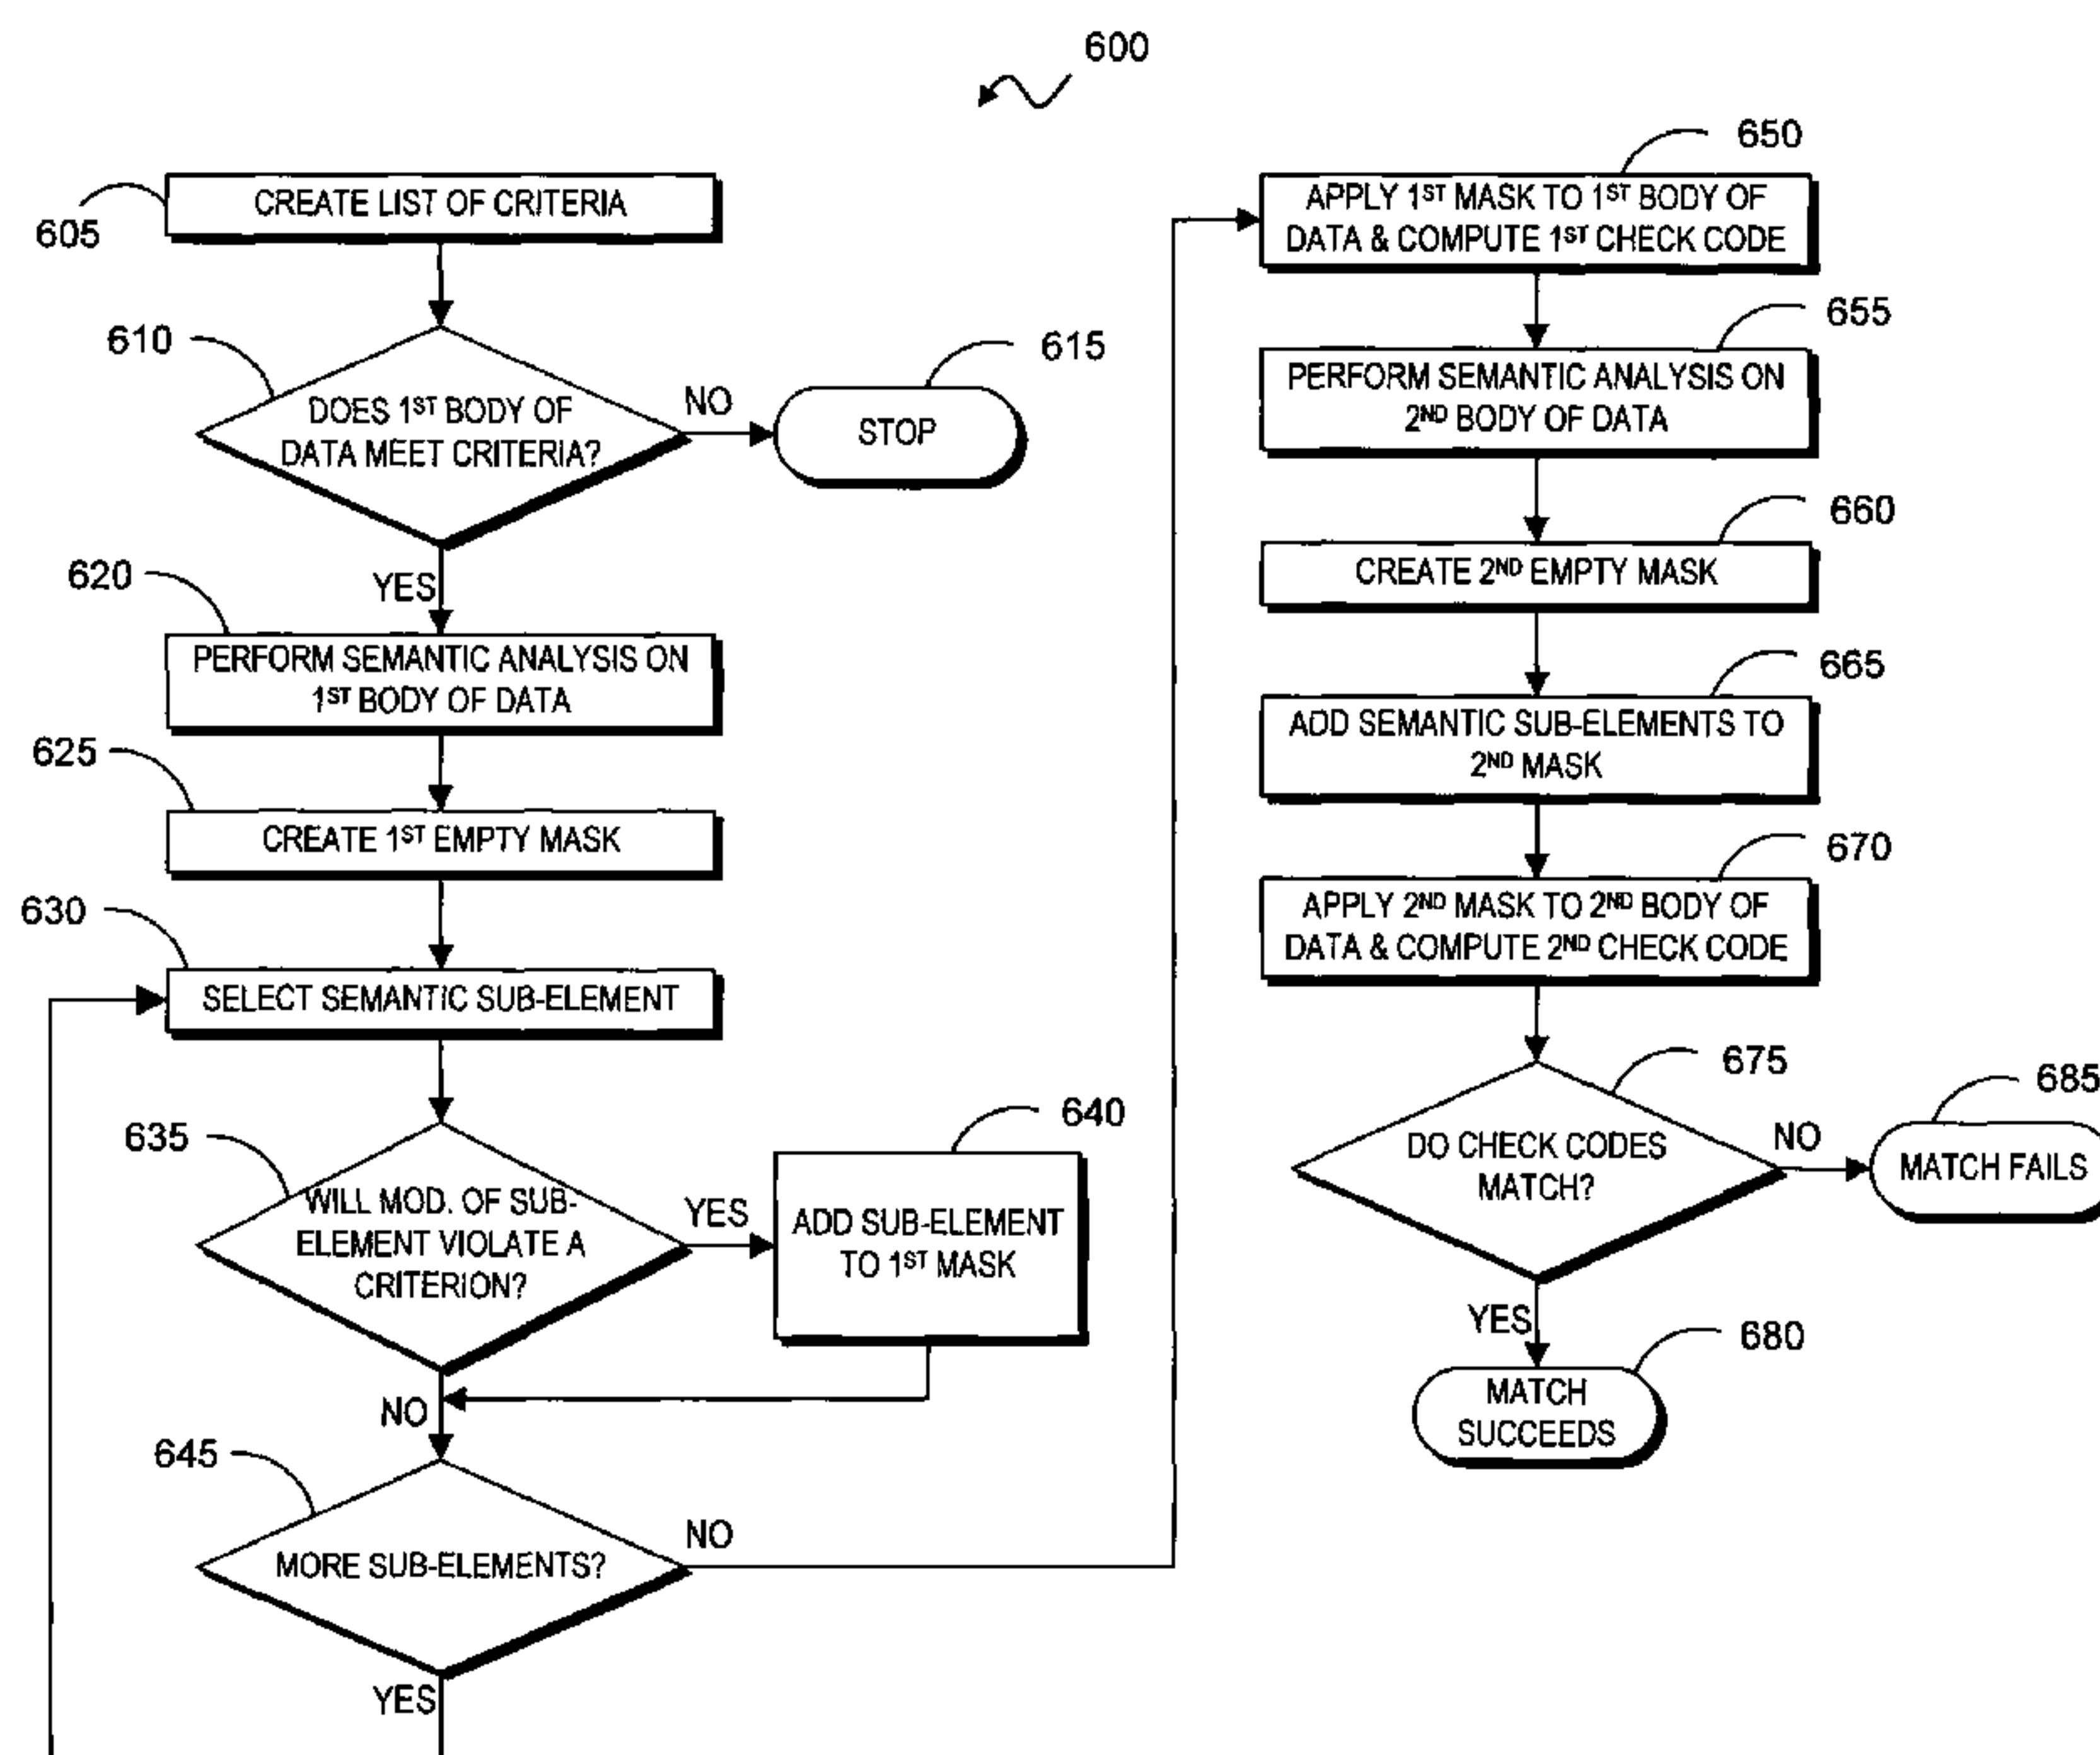 600
605
CREATE LIST OF CRITERIA
610
DOES 1ST BODY OF
DATA MEET CRITERIA?
NO
615
STOP
YES
620
PERFORM SEMANTIC ANALYSIS ON
1ST BODY OF DATA
625
CREATE 1ST EMPTY MASK
630
SELECT SEMANTIC SUB-ELEMENT
635
WILL MOD. OF SUB-
ELEMENT VIOLATE A
CRITERION?
YES
640
ADD SUB-ELEMENT
TO 1ST MASK
NO
645
MORE SUB-ELEMENTS?
NO
YES
650
APPLY 1ST MASK TO 1ST BODY OF
DATA & COMPUTE 1ST CHECK CODE
655
PERFORM SEMANTIC ANALYSIS ON
2ND BODY OF DATA
660
CREATE 2ND EMPTY MASK
665
ADD SEMANTIC SUB-ELEMENTS TO
2ND MASK
670
APPLY 2ND MASK TO 2ND BODY OF
DATA & COMPUTE 2ND CHECK CODE
675
DO CHECK CODES
MATCH?
NO
685
MATCH FAILS
YES
680
MATCH
SUCCEEDS